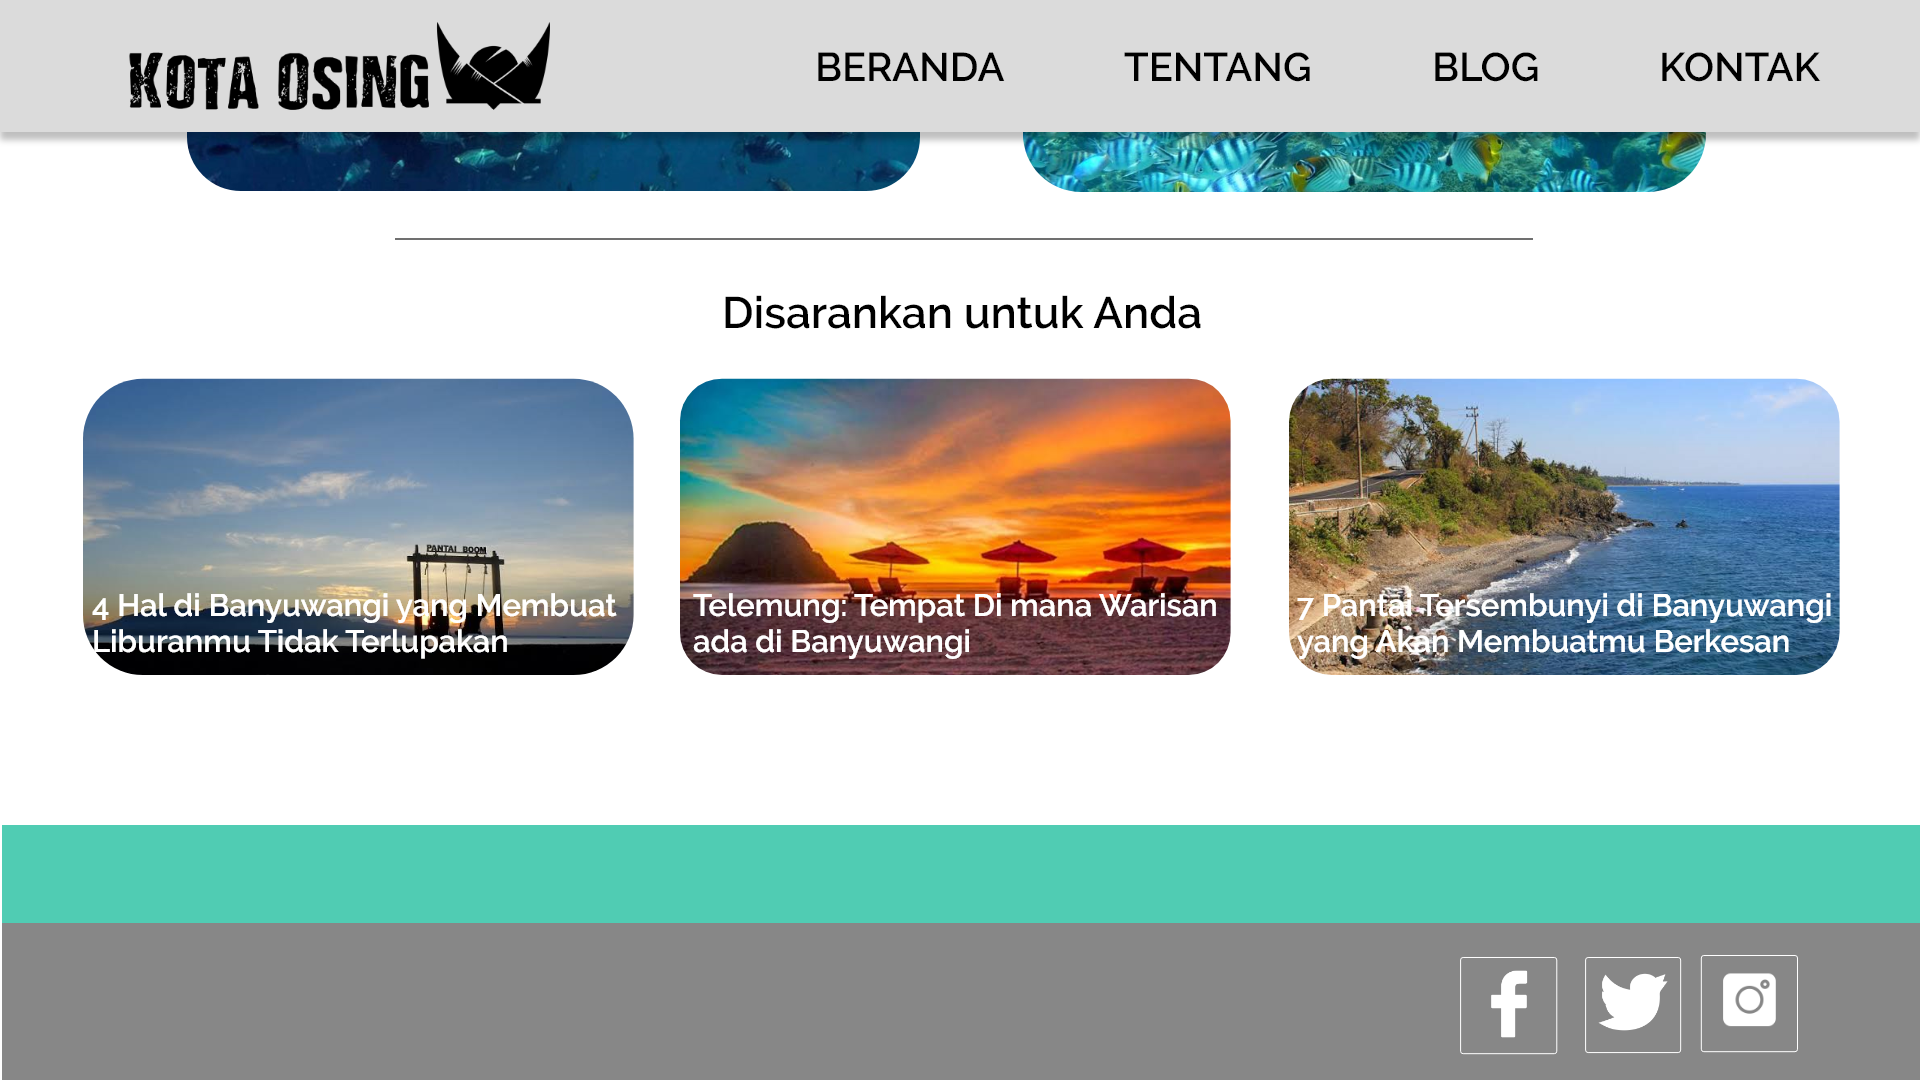 KOTA OSING
BERANDA
TENTANG
BLOG
KONTAK
Disarankan untuk Anda
PANTAI BOOM
4 Hal di Banyuwangi yang Membuat
Liburanmu Tidak Terlupakan
Telemung: Tempat Di mana Warisan
ada di Banyuwangi
7 Pantai Tersembunyi di Banyuwangi
yang Akan Membuatmu Berkesan